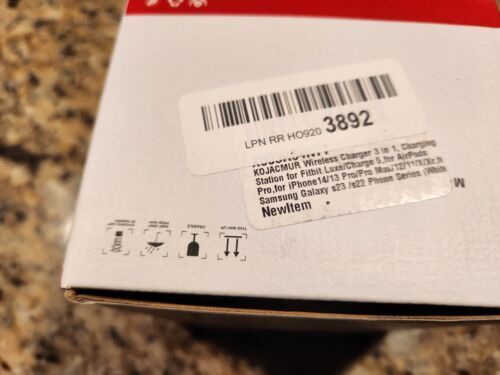 LPN RR HO920 3892
KOJACMUR Wireless Charger 3 in 1, Charging
Station for Fitbit Luxe/Charge 5,for AirPods
Pro,for iPhone14/13 Pro/Pro Max/12/11/X/Xr,fr
Samsung Galaxy s23 |s22 Phone Series (White
NewItem
M
THIS WAY UP
FRAGILE